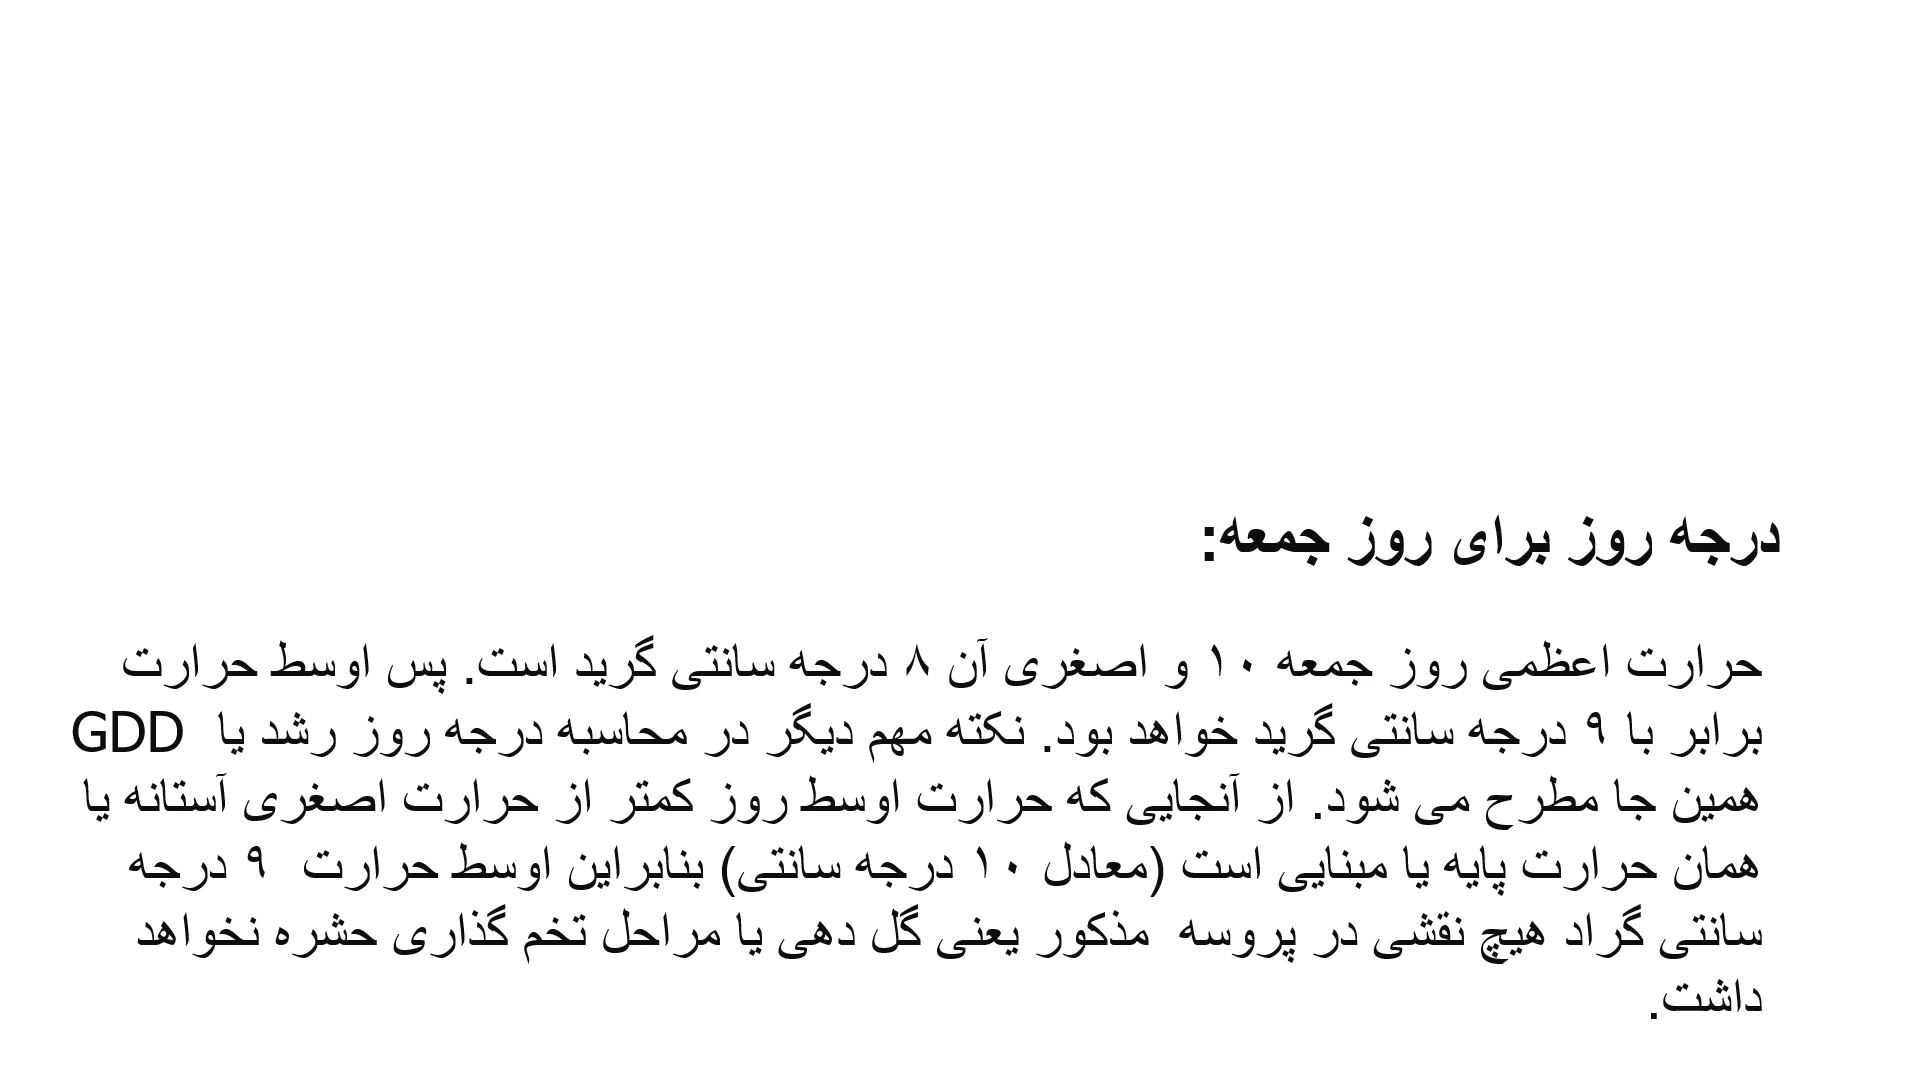 درجه روز برای روز جمعه:
حرارت اعظمی روز جمعه ۱۰ و اصغری آن ۸ درجه سانتی گرید است. پس اوسط حرارت
برابر با ۹ درجه سانتی گرید خواهد بود. نکته مهم دیگر در محاسبه درجه روز رشد یا GDD
همین جا مطرح می شود. از آنجایی که حرارت اوسط روز کمتر از حرارت اصغری آستانه یا
همان حرارت پایه یا مبنایی است (معادل ۱۰ درجه سانتی) بنابراین اوسط حرارت ۹ درجه
سانتی گراد هیچ نقشی در پروسه مذکور یعنی گل دهی یا مراحل تخم گذاری حشره نخواهد
داشت.